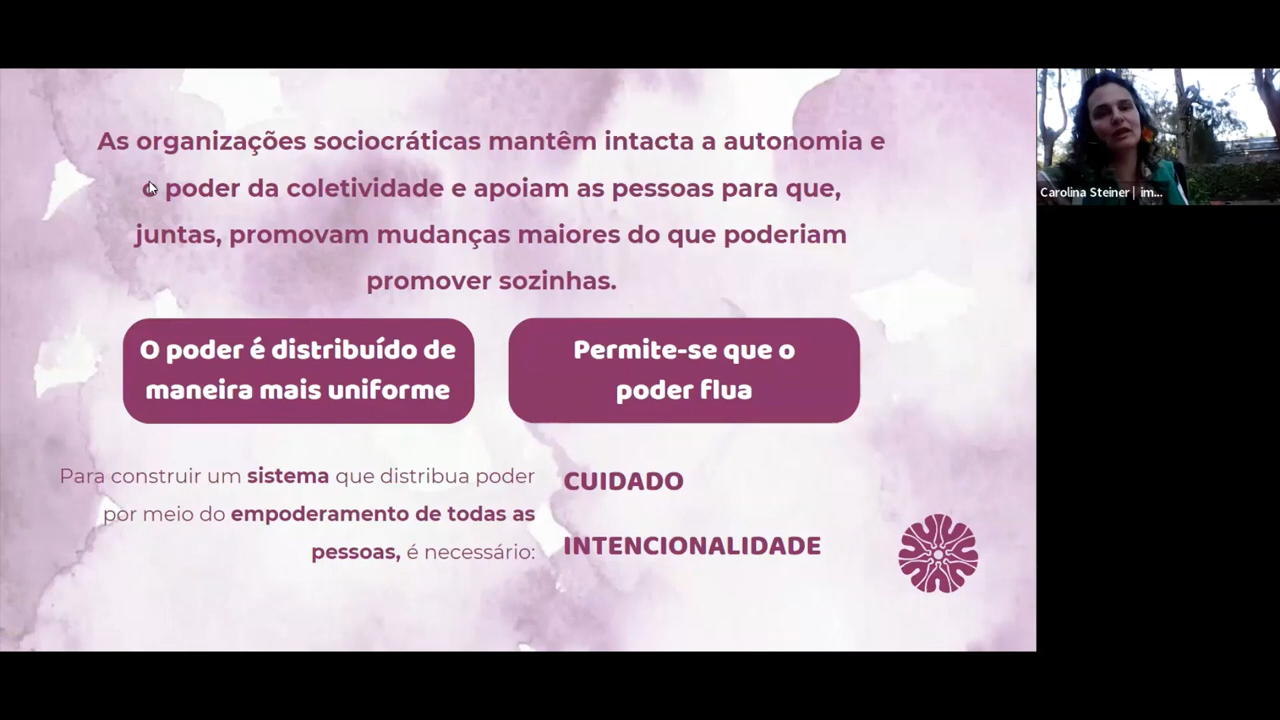 As organizações sociocráticas mantêm intacta a autonomia e
o poder da coletividade e apoiam as pessoas para que,
juntas, promovam mudanças maiores do que poderiam
promover sozinhas.
O poder é distribuído de
maneira mais uniforme
Permite-se que o
poder flua
Para construir um sistema que distribua poder
por meio do empoderamento de todas as
pessoas, é necessário:
CUIDADO
INTENCIONALIDADE
Carolina Steiner | im...